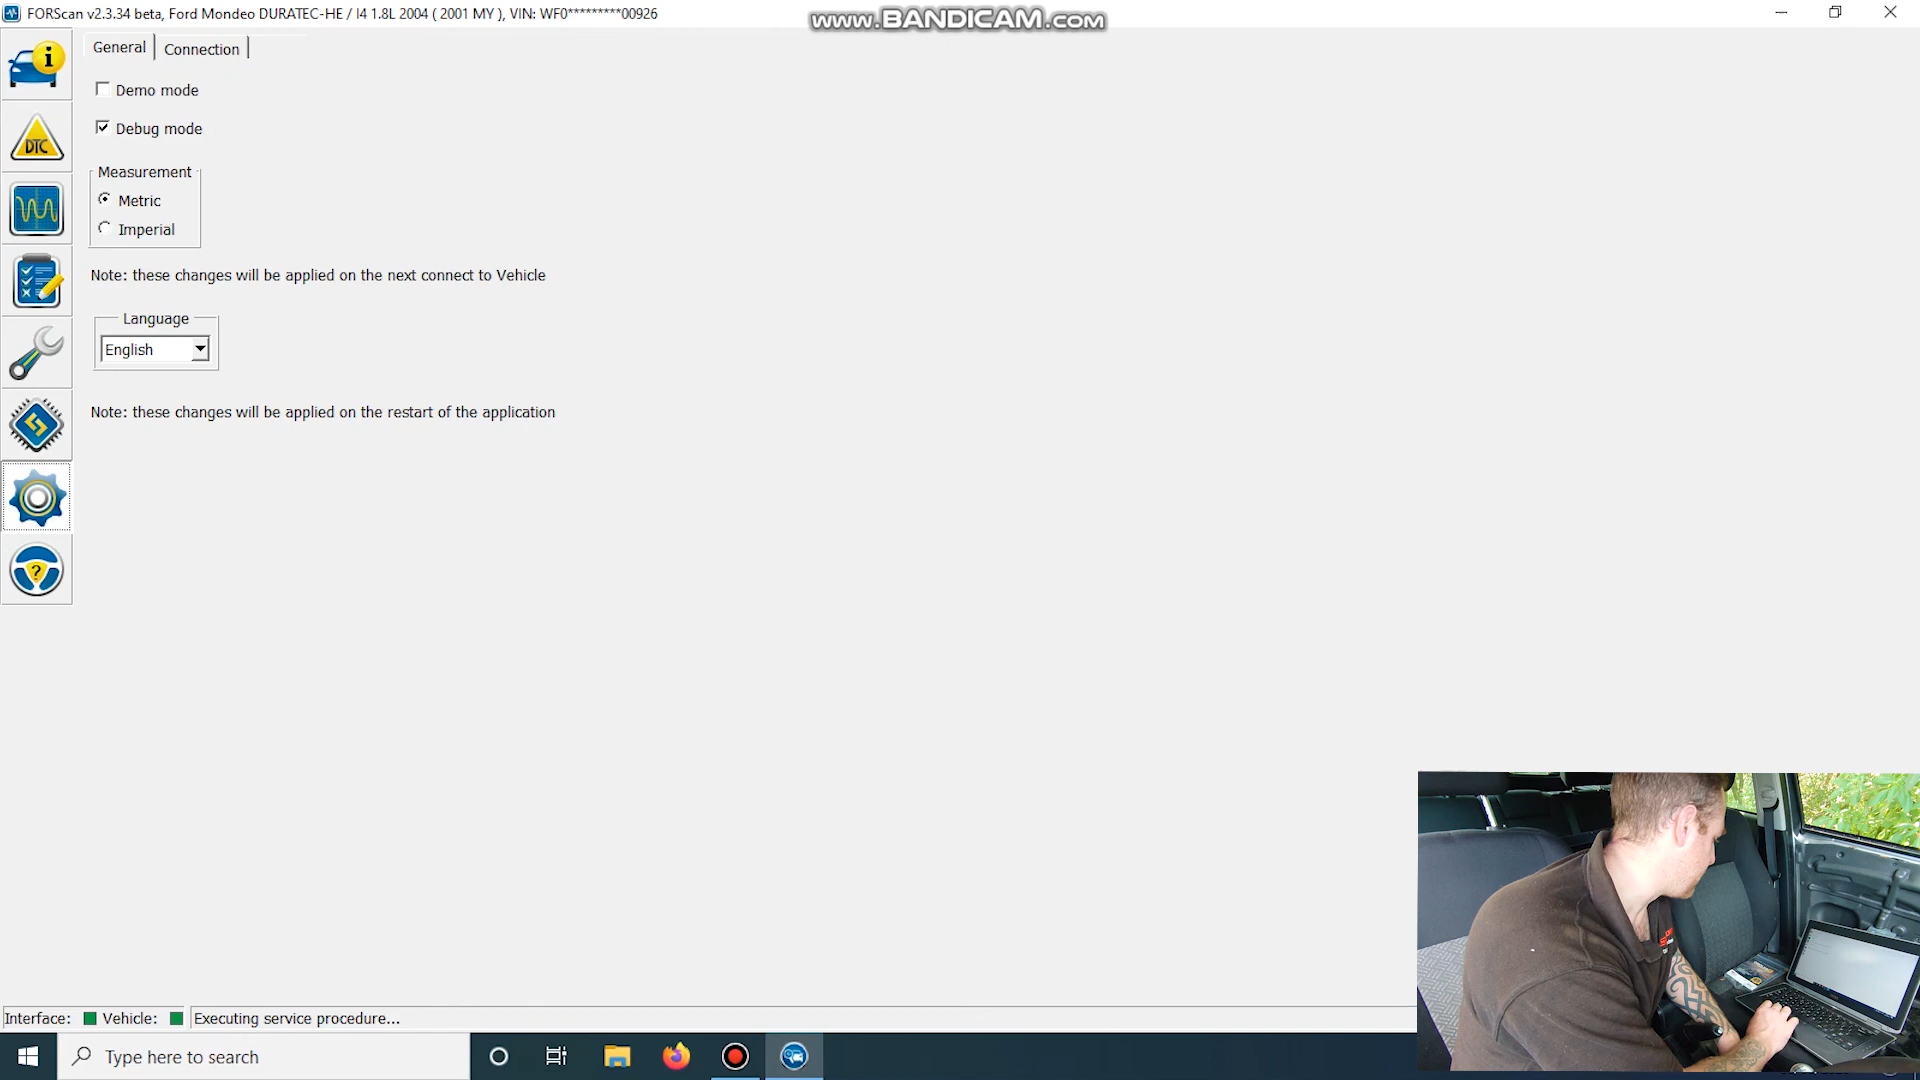 FORScan v2.3.34 beta, Ford Mondeo DURATEC-HE / I4 1.8L 2004 ( 2001 MY ), VIN: WF0*********00926
www.BANDICAM.com
General
Connection
i
Demo mode
Debug mode
DTC
Measurement
Metric
Imperial
Note: these changes will be applied on the next connect to Vehicle
Language
English
Note: these changes will be applied on the restart of the application
?
Interface: Vehicle: Executing service procedure...
Type here to search